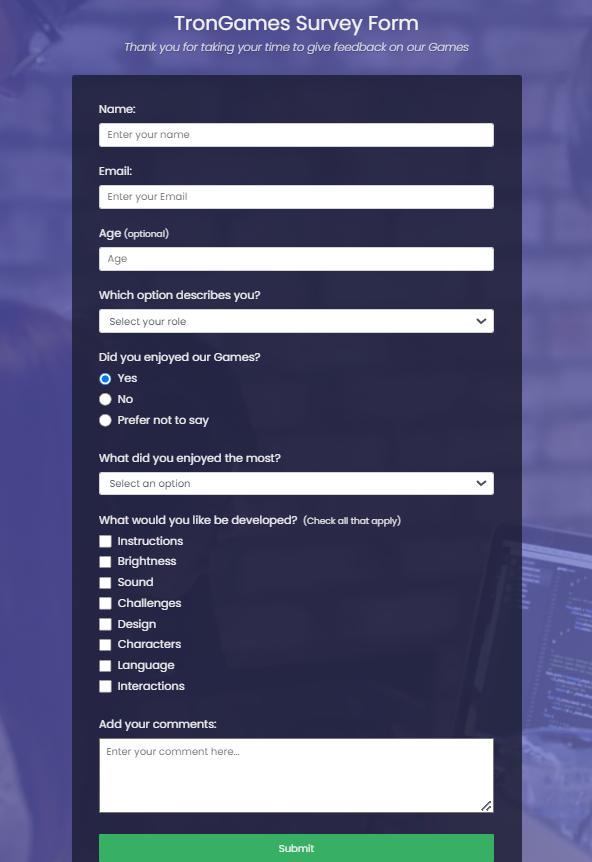 TronGames Survey Form
Thank you for taking your time to give feedback on our Games
Name:
Enter your name
Email:
Enter your Email
Age (optional)
Age
Which option describes you?
Select your role
Did you enjoyed our Games?
Yes
No
Prefer not to say
What did you enjoyed the most?
Select an option
What would you like be developed? (Check all that apply)
Instructions
Brightness
Sound
Challenges
Design
Characters
Language
Interactions
Add your comments:
Enter your comment here...
Submit